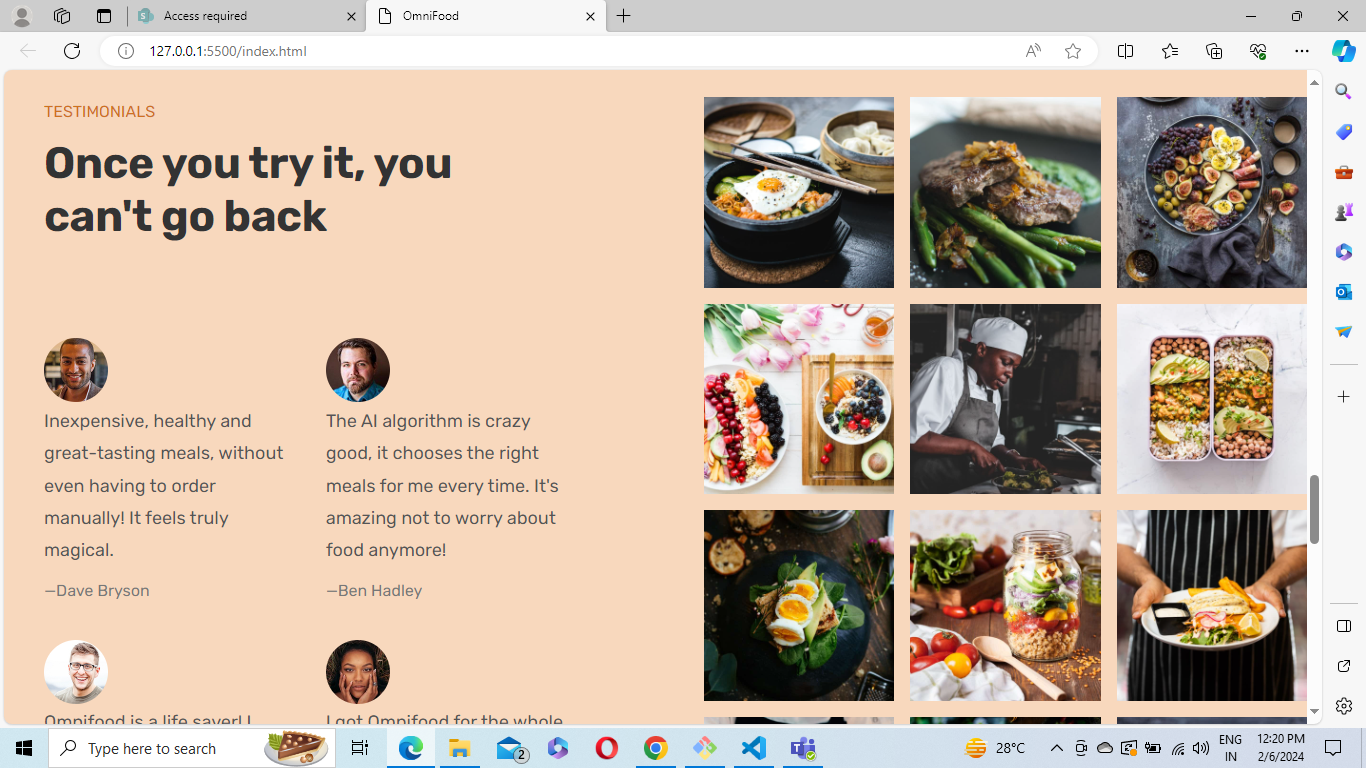 Access required
OmniFood
127.0.0.1:5500/index.html
TESTIMONIALS
Once you try it, you
can't go back
Inexpensive, healthy and
great-tasting meals, without
even having to order
manually! It feels truly
magical.
—Dave Bryson
The AI algorithm is crazy
good, it chooses the right
meals for me every time. It's
amazing not to worry about
food anymore!
—Ben Hadley
Omnifood is a life saver! I
I got Omnifood for the whole
Type here to search
2
28°C
ENG
IN
12:20 PM
2/6/2024